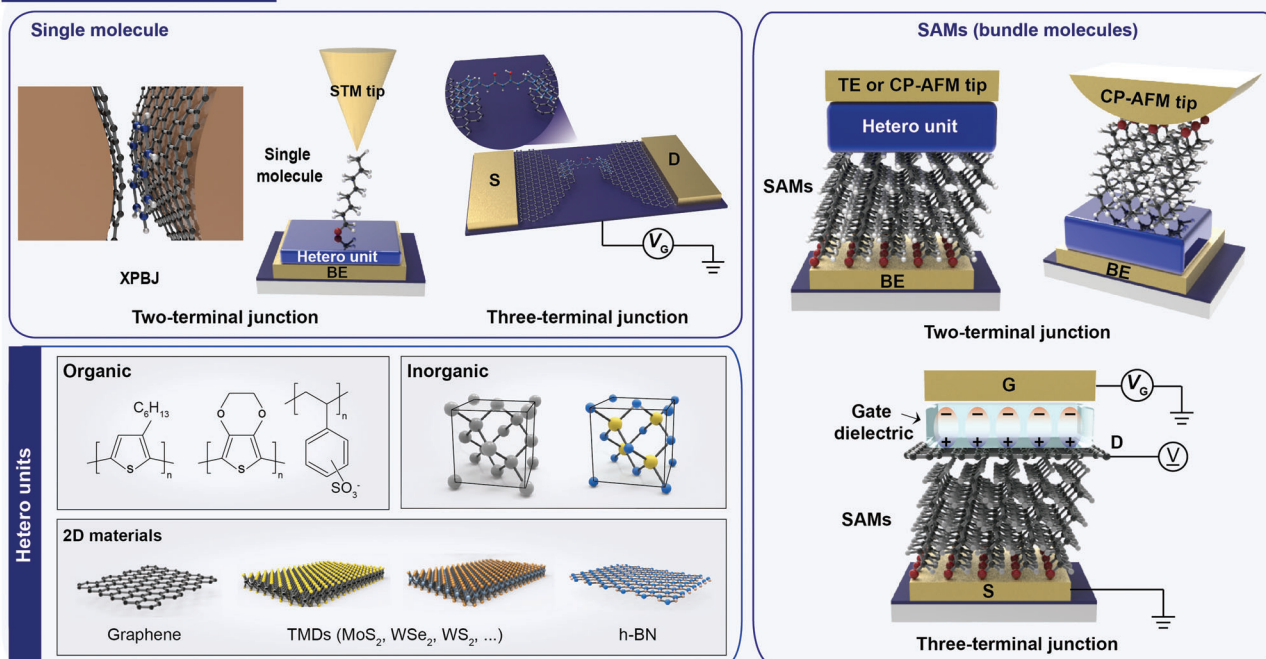 Single molecule
STM tip
Single
molecule
Hetero unit
BE
XPBJ
Two-terminal junction
S
D
V_G
Three-terminal junction
SAMs (bundle molecules)
TE or CP-AFM tip
Hetero unit
SAMs
BE
CP-AFM tip
BE
Two-terminal junction
G
V_G
Gate
dielectric
− − − − −
+ + + + +
D
V
SAMs
S
Three-terminal junction
Hetero units
Organic
C₆H₁₃
S
n
O O
S
n
n
SO₃⁻
Inorganic
2D materials
Graphene
TMDs (MoS₂, WSe₂, WS₂, ...)
h-BN